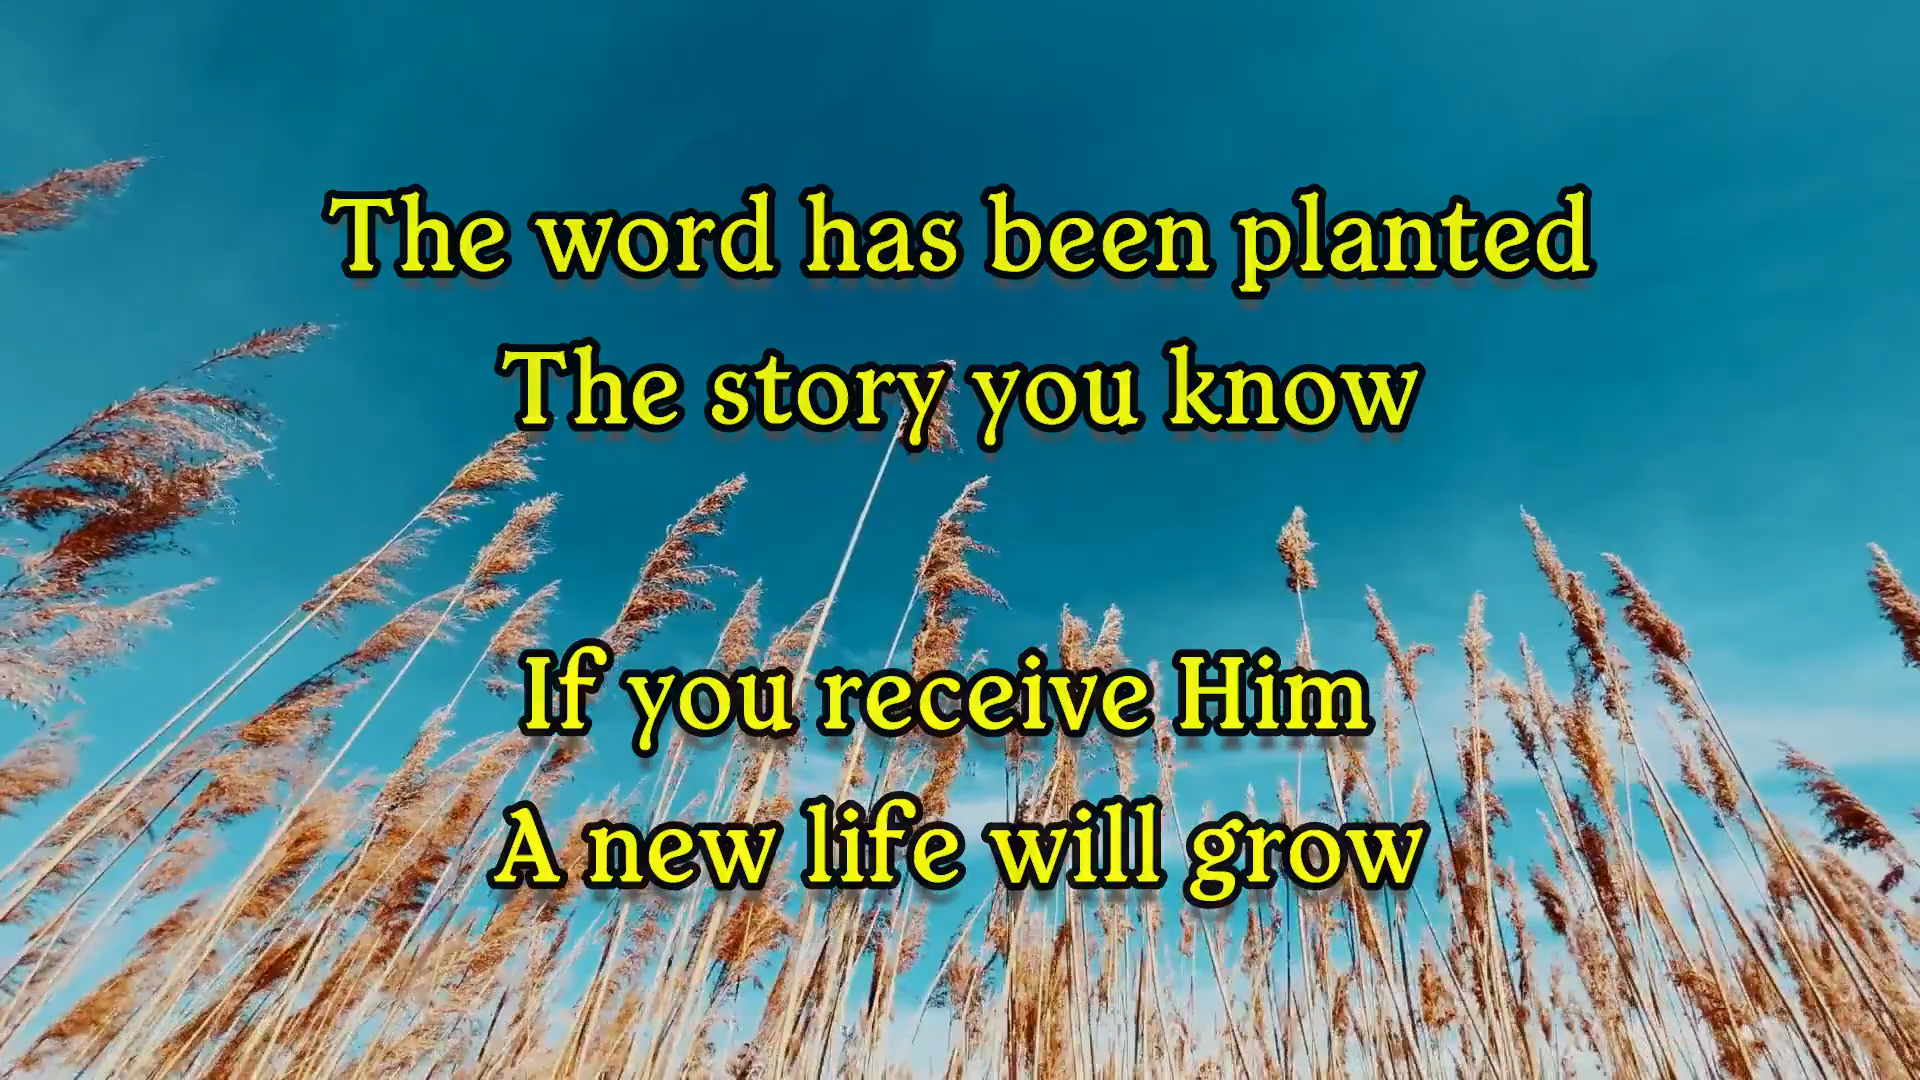 The word has been planted
The story you know
If you receive Him
A new life will grow